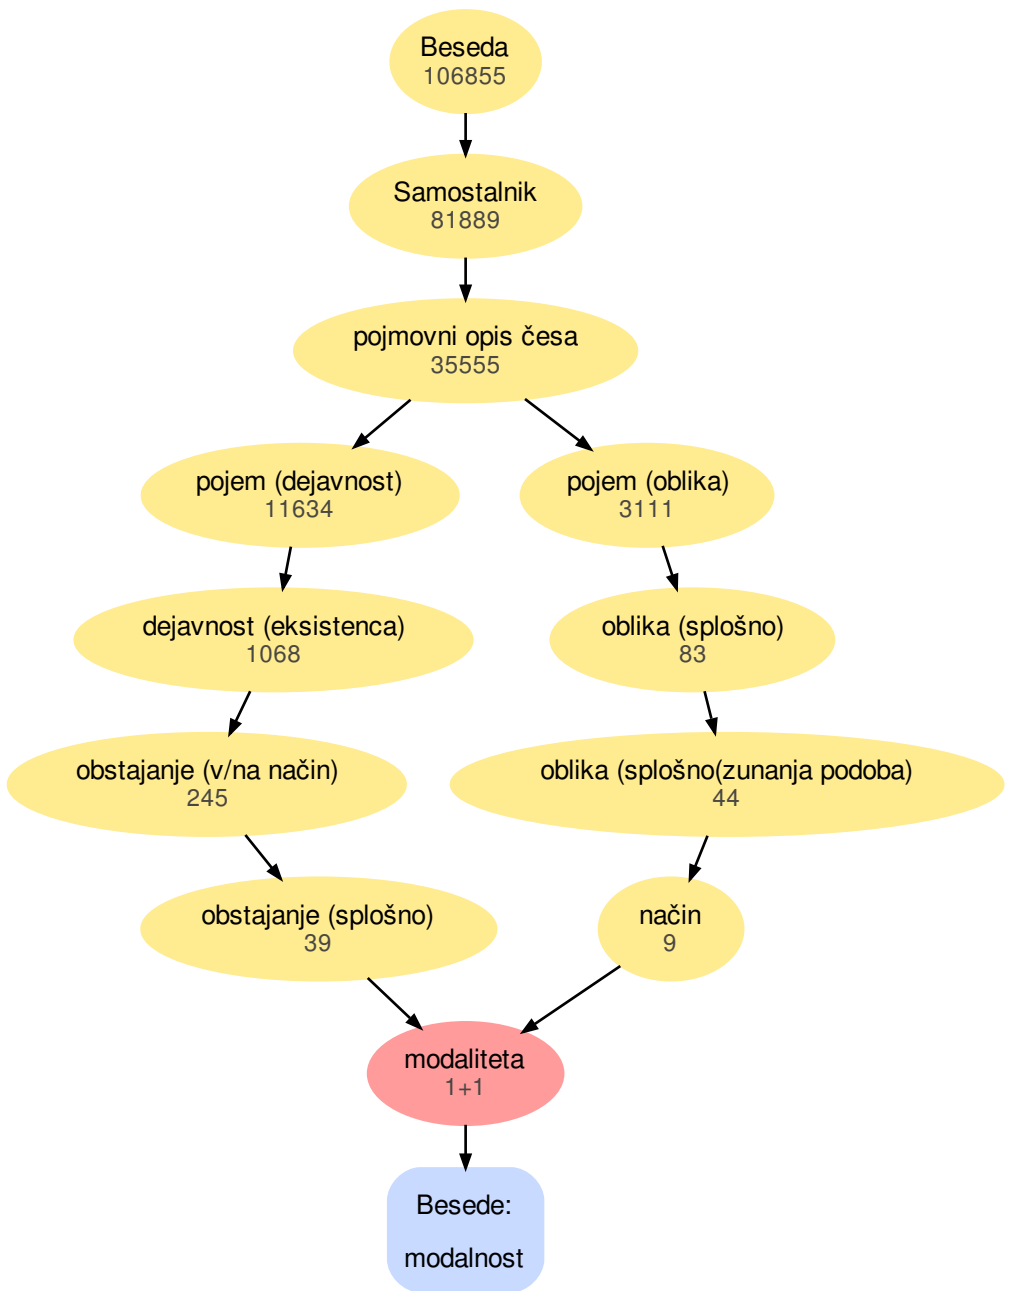 Beseda
106855
Samostalnik
81889
pojmovni opis česa
35555
pojem (dejavnost)
11634
pojem (oblika)
3111
dejavnost (eksistenca)
1068
oblika (splošno)
83
obstajanje (v/na način)
245
oblika (splošno(zunanja podoba)
44
obstajanje (splošno)
39
način
9
modaliteta
1+1
Besede:
modalnost